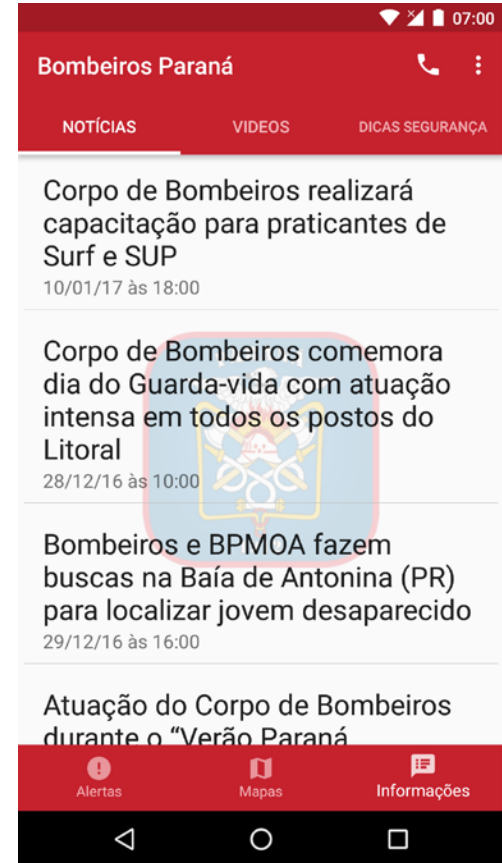 07:00
Bombeiros Paraná
NOTÍCIAS VIDEOS DICAS SEGURANÇA
Corpo de Bombeiros realizará
capacitação para praticantes de
Surf e SUP
10/01/17 às 18:00
Corpo de Bombeiros comemora
dia do Guarda-vida com atuação
intensa em todos os postos do
Litoral
28/12/16 às 10:00
Bombeiros e BPMOA fazem
buscas na Baía de Antonina (PR)
para localizar jovem desaparecido
29/12/16 às 16:00
Atuação do Corpo de Bombeiros
durante o “Verão Paraná
Alertas Mapas Informações